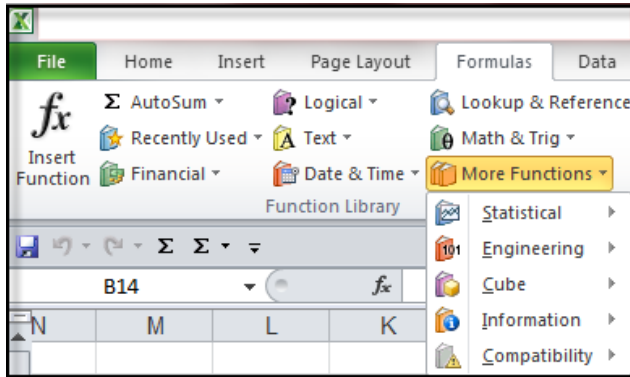 File Home Insert Page Layout Formulas Data
fx Σ AutoSum Logical Lookup & Reference
Recently Used A Text θ Math & Trig
Insert Function Financial Date & Time More Functions
Function Library
Statistical
Σ Σ 101 Engineering
B14 fx Cube
Information
N M L K
Compatibility